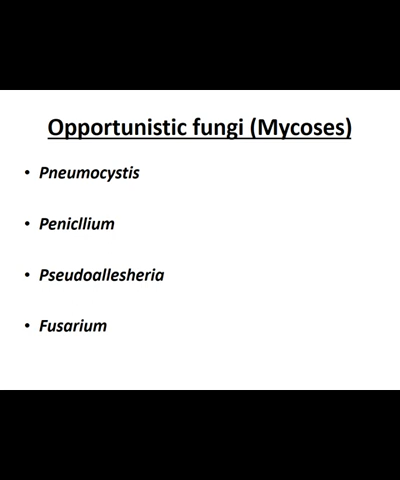 Opportunistic fungi (Mycoses)
• Pneumocystis
• Penicllium
• Pseudoallesheria
• Fusarium